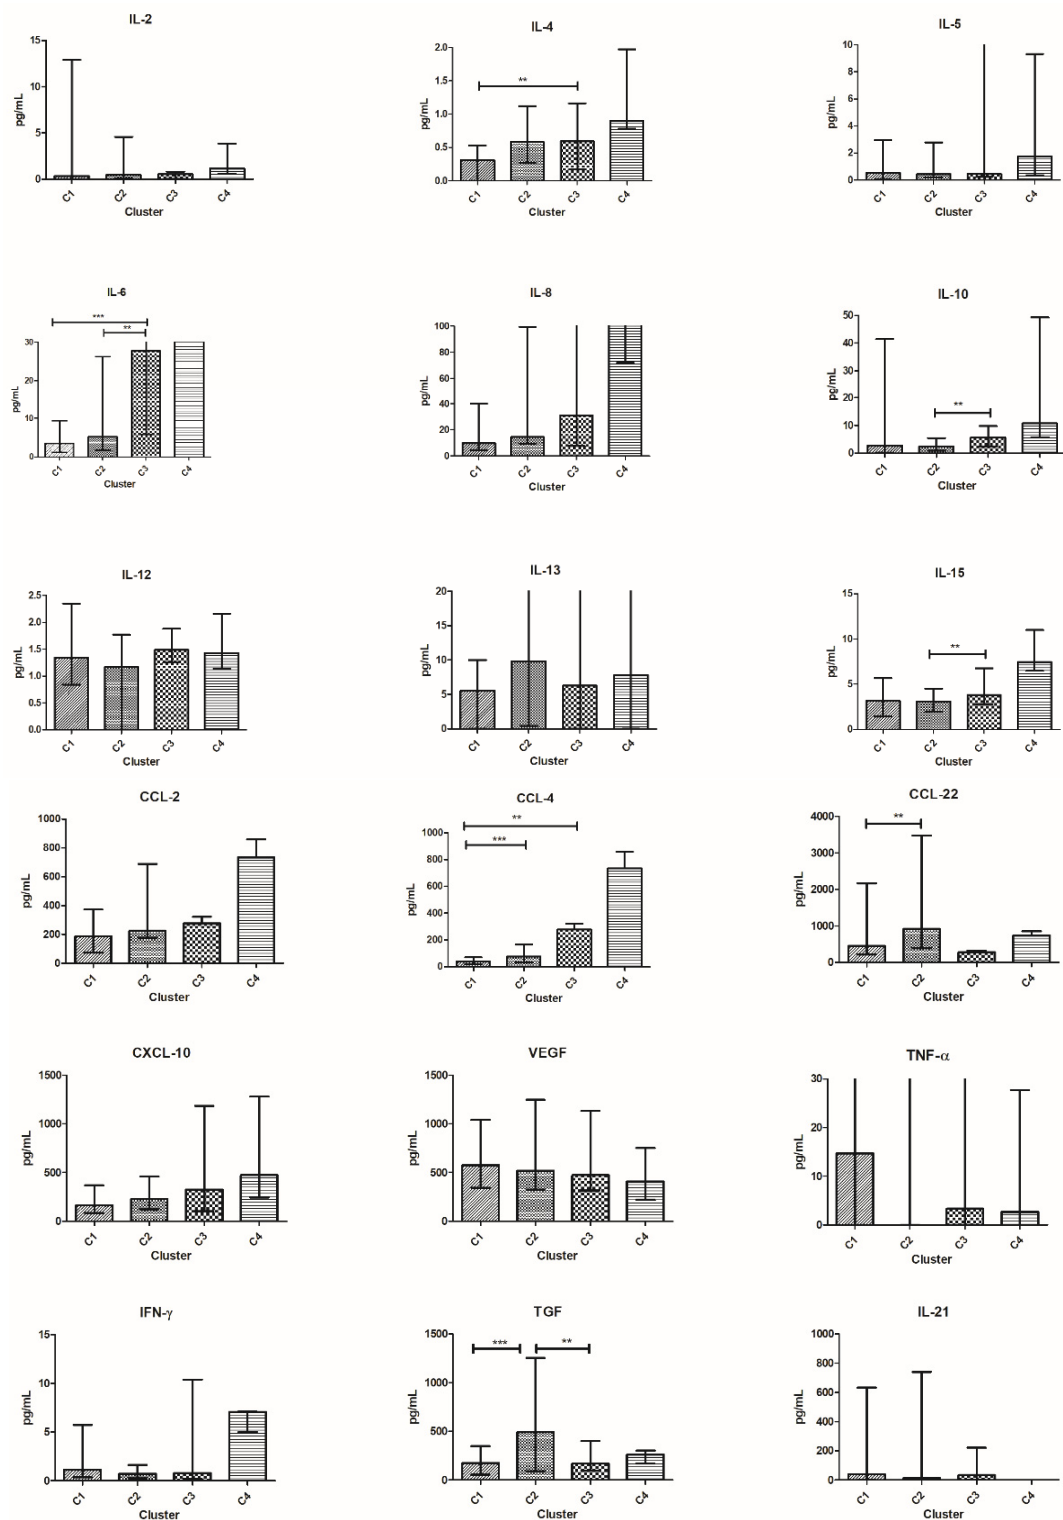 IL-2
15
10
5
0
pg/mL
C1 C2 C3 C4
Cluster
IL-4
2.0
1.5
1.0
0.5
0.0
pg/mL
**
C1 C2 C3 C4
Cluster
IL-5
10
8
6
4
2
0
pg/mL
C1 C2 C3 C4
Cluster
IL-6
30
20
10
0
pg/mL
***
**
C1 C2 C3 C4
Cluster
IL-8
100
80
60
40
20
0
pg/mL
C1 C2 C3 C4
Cluster
IL-10
50
40
30
20
10
0
pg/mL
**
C1 C2 C3 C4
Cluster
IL-12
2.5
2.0
1.5
1.0
0.5
0.0
pg/mL
C1 C2 C3 C4
Cluster
IL-13
20
15
10
5
0
pg/mL
C1 C2 C3 C4
Cluster
IL-15
15
10
5
0
pg/mL
**
C1 C2 C3 C4
Cluster
CCL-2
1000
800
600
400
200
0
pg/mL
C1 C2 C3 C4
Cluster
CCL-4
1000
800
600
400
200
0
pg/mL
**
***
C1 C2 C3 C4
Cluster
CCL-22
4000
3000
2000
1000
0
pg/mL
**
C1 C2 C3 C4
Cluster
CXCL-10
1500
1000
500
0
pg/mL
C1 C2 C3 C4
Cluster
VEGF
1500
1000
500
0
pg/mL
C1 C2 C3 C4
Cluster
TNF-α
30
20
10
0
pg/mL
C1 C2 C3 C4
Cluster
IFN-γ
15
10
5
0
pg/mL
C1 C2 C3 C4
Cluster
TGF
1500
1000
500
0
pg/mL
*** **
C1 C2 C3 C4
Cluster
IL-21
1000
800
600
400
200
0
pg/mL
C1 C2 C3 C4
Cluster